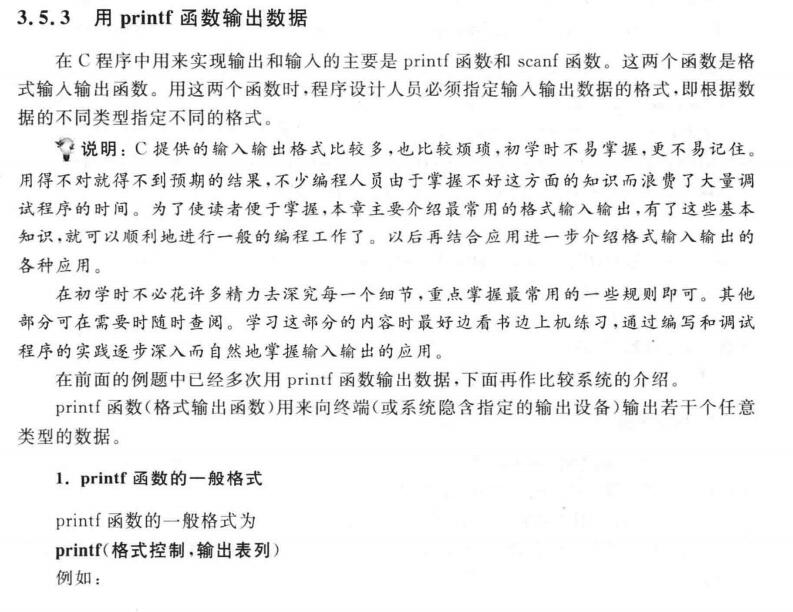 3.5.3 用 printf 函数输出数据
在 C 程序中用来实现输出和输入的主要是 printf 函数和 scanf 函数。这两个函数是格
式输入输出函数。用这两个函数时,程序设计人员必须指定输入输出数据的格式,即根据数
据的不同类型指定不同的格式。
说明:C 提供的输入输出格式比较多,也比较烦琐,初学时不易掌握,更不易记住。
用得不对就得不到预期的结果,不少编程人员由于掌握不好这方面的知识而浪费了大量调
试程序的时间。为了使读者便于掌握,本章主要介绍最常用的格式输入输出,有了这些基本
知识,就可以顺利地进行一般的编程工作了。以后再结合应用进一步介绍格式输入输出的
各种应用。
在初学时不必花许多精力去深究每一个细节,重点掌握最常用的一些规则即可。其他
部分可在需要时随时查阅。学习这部分的内容时最好边看书边上机练习,通过编写和调试
程序的实践逐步深入而自然地掌握输入输出的应用。
在前面的例题中已经多次用 printf 函数输出数据,下面再作比较系统的介绍。
printf 函数(格式输出函数)用来向终端(或系统隐含指定的输出设备)输出若干个任意
类型的数据。
1. printf 函数的一般格式
printf 函数的一般格式为
printf(格式控制,输出表列)
例如: